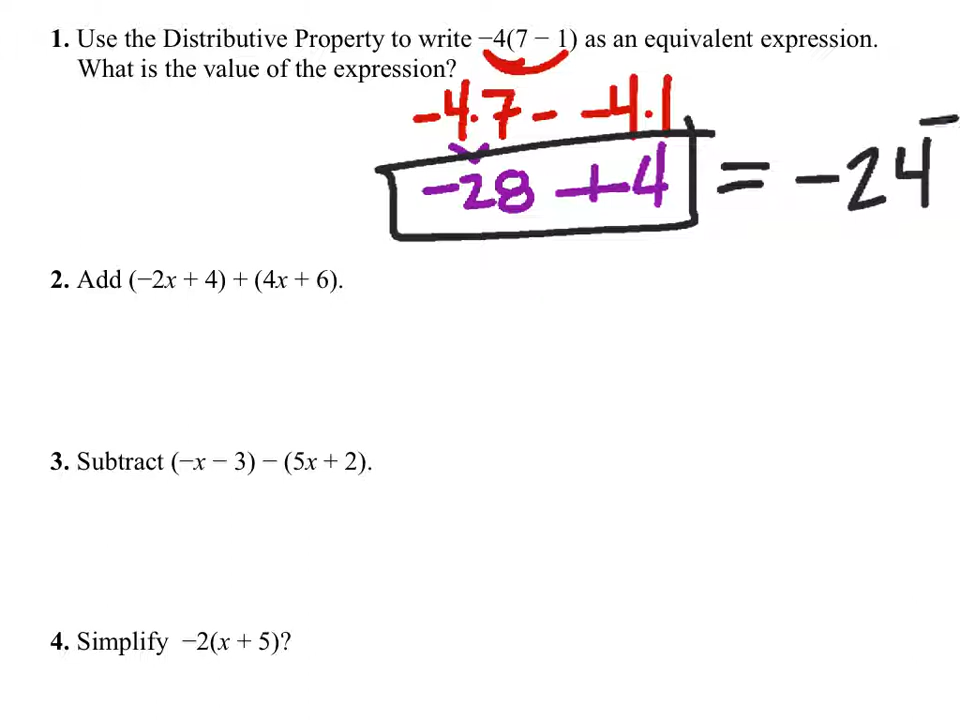 1. Use the Distributive Property to write −4(7 − 1) as an equivalent expression.
What is the value of the expression?
-4·7 - -4·1
-28 +4 = -24
2. Add (−2x + 4) + (4x + 6).
3. Subtract (−x − 3) − (5x + 2).
4. Simplify −2(x + 5)?